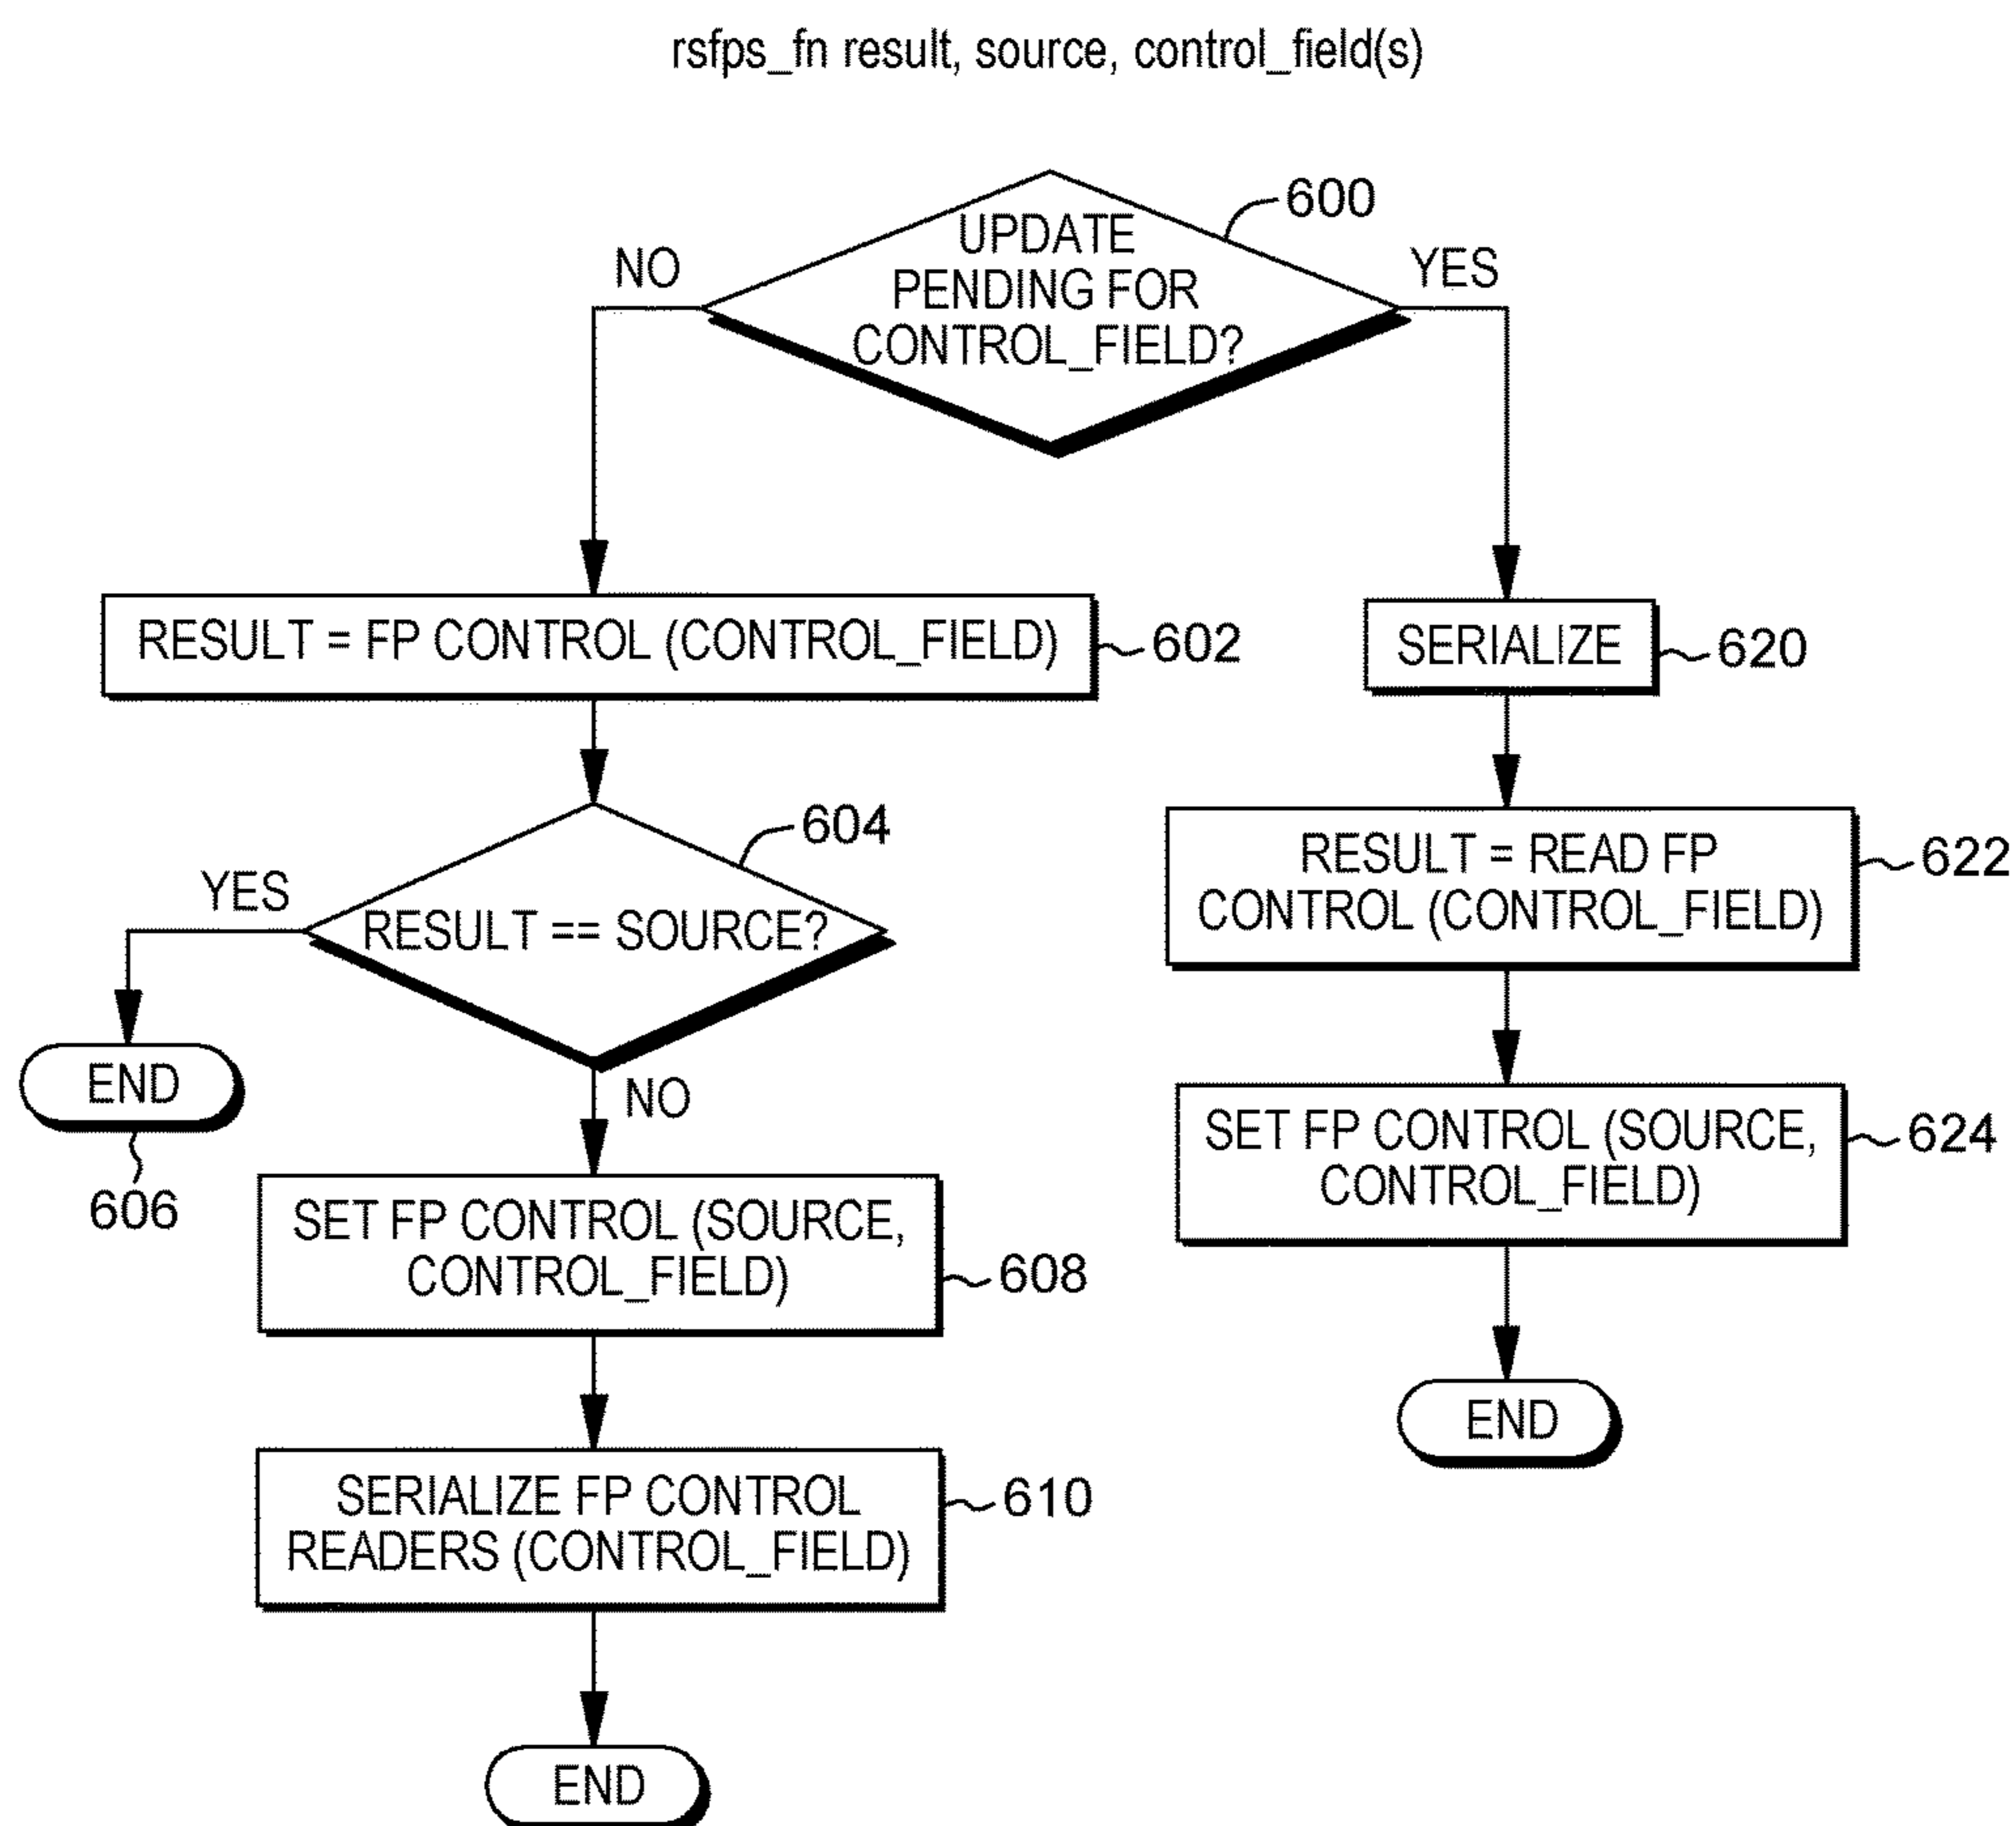 rsfps_fn result, source, control_field(s)
600
UPDATE
PENDING FOR
CONTROL_FIELD?
NO
YES
RESULT = FP CONTROL (CONTROL_FIELD)
602
SERIALIZE
620
604
RESULT == SOURCE?
YES
NO
END
606
RESULT = READ FP
CONTROL (CONTROL_FIELD)
622
SET FP CONTROL (SOURCE,
CONTROL_FIELD)
608
SET FP CONTROL (SOURCE,
CONTROL_FIELD)
624
SERIALIZE FP CONTROL
READERS (CONTROL_FIELD)
610
END
END